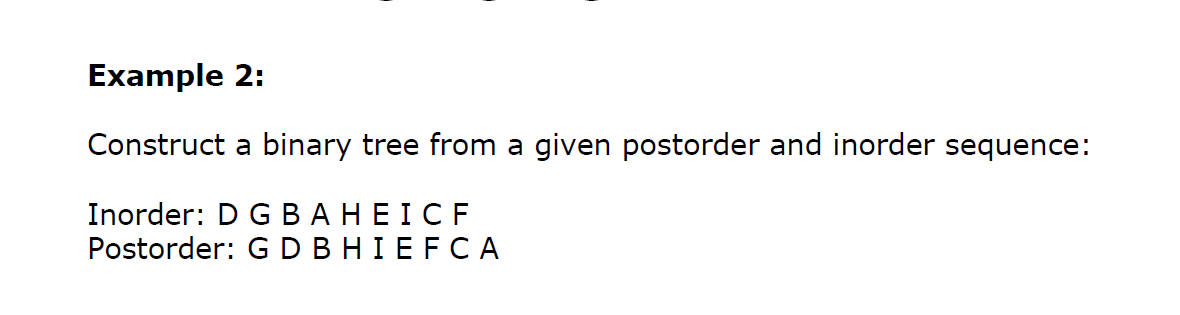 Example 2:
Construct a binary tree from a given postorder and inorder sequence:
Inorder: D G B A H E I C F
Postorder: G D B H I E F C A